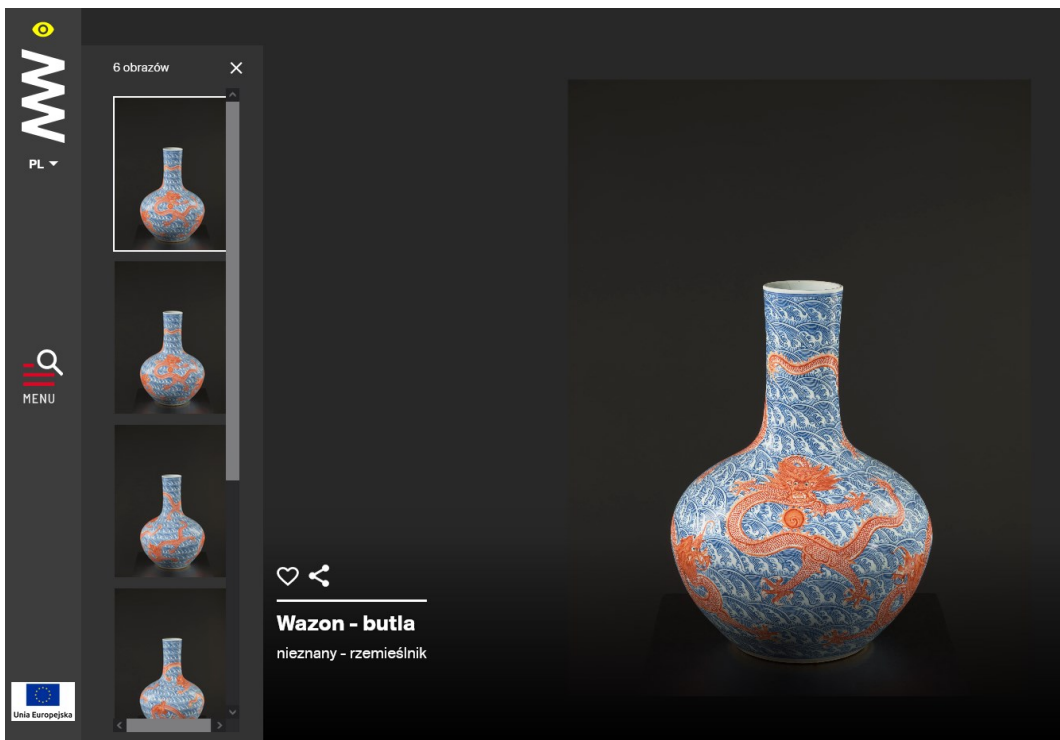 6 obrazów
PL
MENU
Wazon - butla
nieznany - rzemieślnik
Unia Europejska